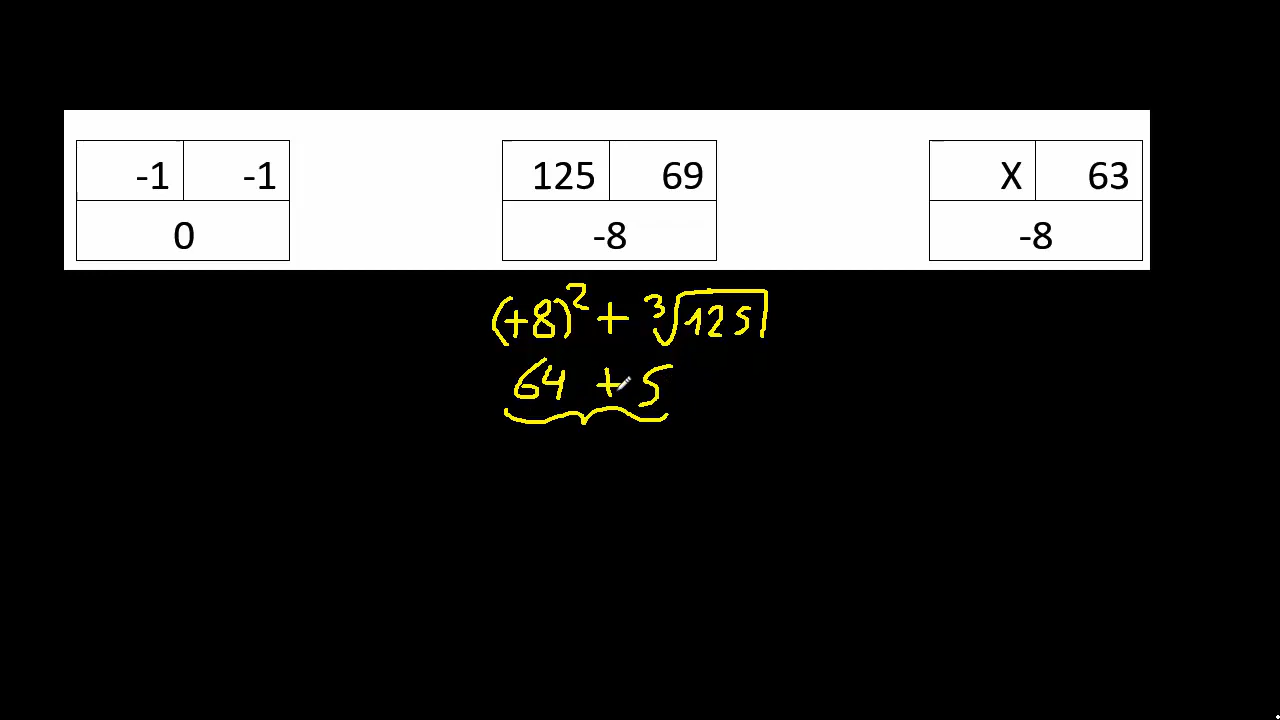 -1 -1 125 69 X 63
0 -8 -8
(+8)² + ³√125
64 + 5